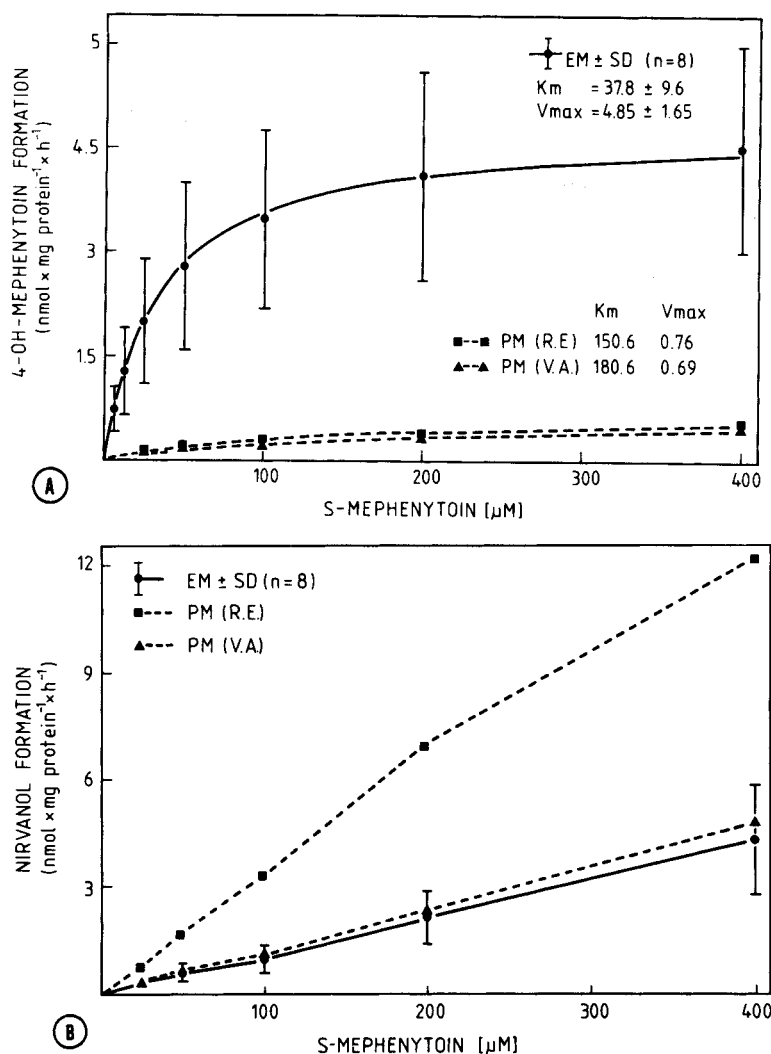 5
4.5
3
1.5
4-OH-MEPHENYTOIN FORMATION
(nmol × mg protein⁻¹ × h⁻¹)
EM ± SD (n=8)
Km = 37.8 ± 9.6
Vmax = 4.85 ± 1.65
Km Vmax
PM (R.E) 150.6 0.76
PM (V.A.) 180.6 0.69
100 200 300 400
S-MEPHENYTOIN [µM]
A
12
9
6
3
NIRVANOL FORMATION
(nmol × mg protein⁻¹ × h⁻¹)
EM ± SD (n=8)
PM (R.E.)
PM (V.A.)
100 200 300 400
S-MEPHENYTOIN [µM]
B